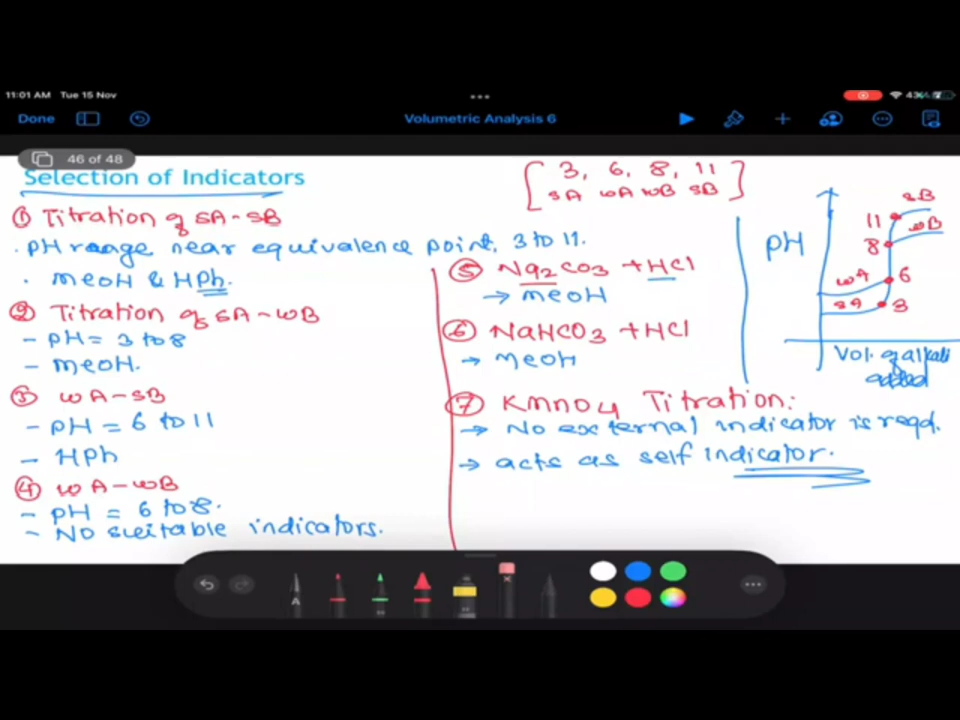 11:01 AM Tue 15 Nov
Done
Volumetric Analysis 6
46 of 48
Selection of Indicators
[ 3, 6, 8, 11 ]
SA WA WB SB
① Titration of SA-SB
· PH range near equivalence point, 3 to 11.
· MeOH & HPh.
② Titration of SA-WB
- PH = 3 to 8
- MeOH.
③ WA-SB
- PH = 6 to 11
- HPh
④ WA-WB
- PH = 6 to 8.
- No suitable indicators.
⑤ Na2CO3 + HCl
→ MeOH
⑥ NaHCO3 + HCl
→ MeOH
⑦ KMnO4 Titration:
→ No external indicator is reqd.
→ acts as self indicator.
PH
SB
11
WB
8
WA
6
SA
3
Vol. of alkali
added
A